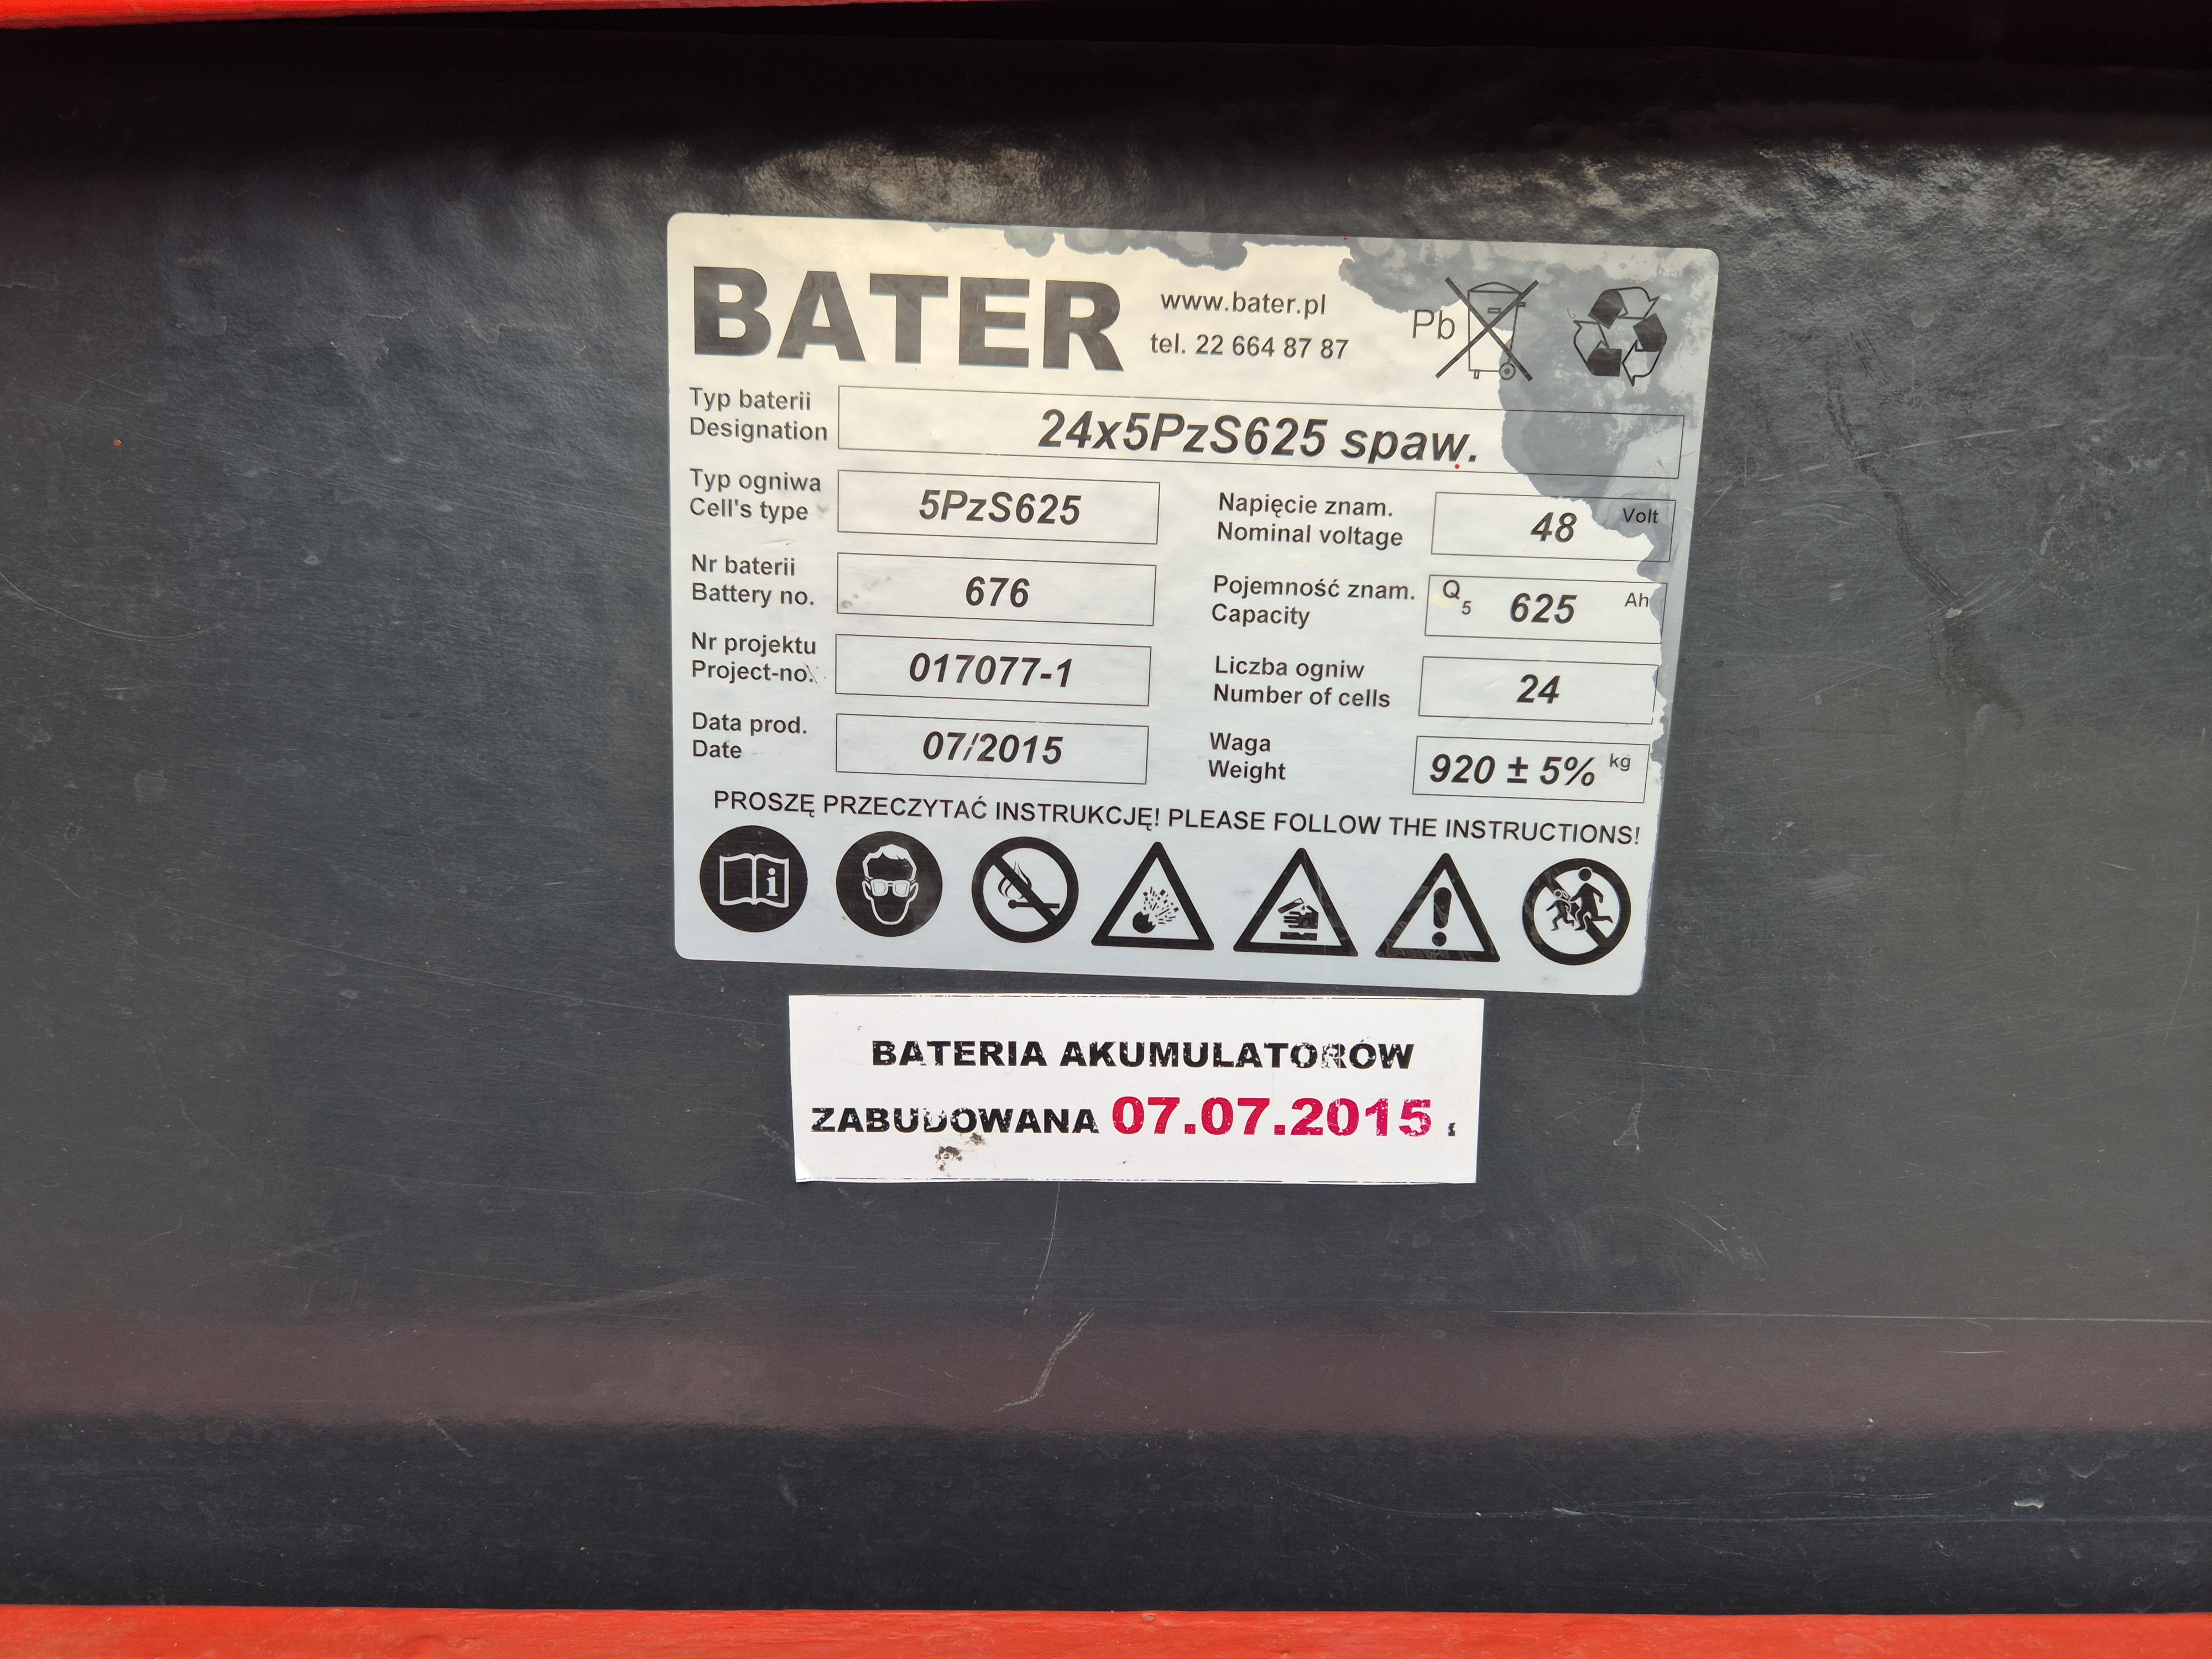 BATER
www.bater.pl
tel. 22 664 87 87
Pb
Typ baterii
Designation
24x5PzS625 spaw.
Typ ogniwa
Cell's type
5PzS625
Napięcie znam.
Nominal voltage
48 Volt
Nr baterii
Battery no.
676
Pojemność znam.
Capacity
Q5 625 Ah
Nr projektu
Project-no.
017077-1
Liczba ogniw
Number of cells
24
Data prod.
Date
07/2015
Waga
Weight
920 ± 5% kg
PROSZĘ PRZECZYTAĆ INSTRUKCJĘ! PLEASE FOLLOW THE INSTRUCTIONS!
BATERIA AKUMULATORÓW
ZABUDOWANA 07.07.2015